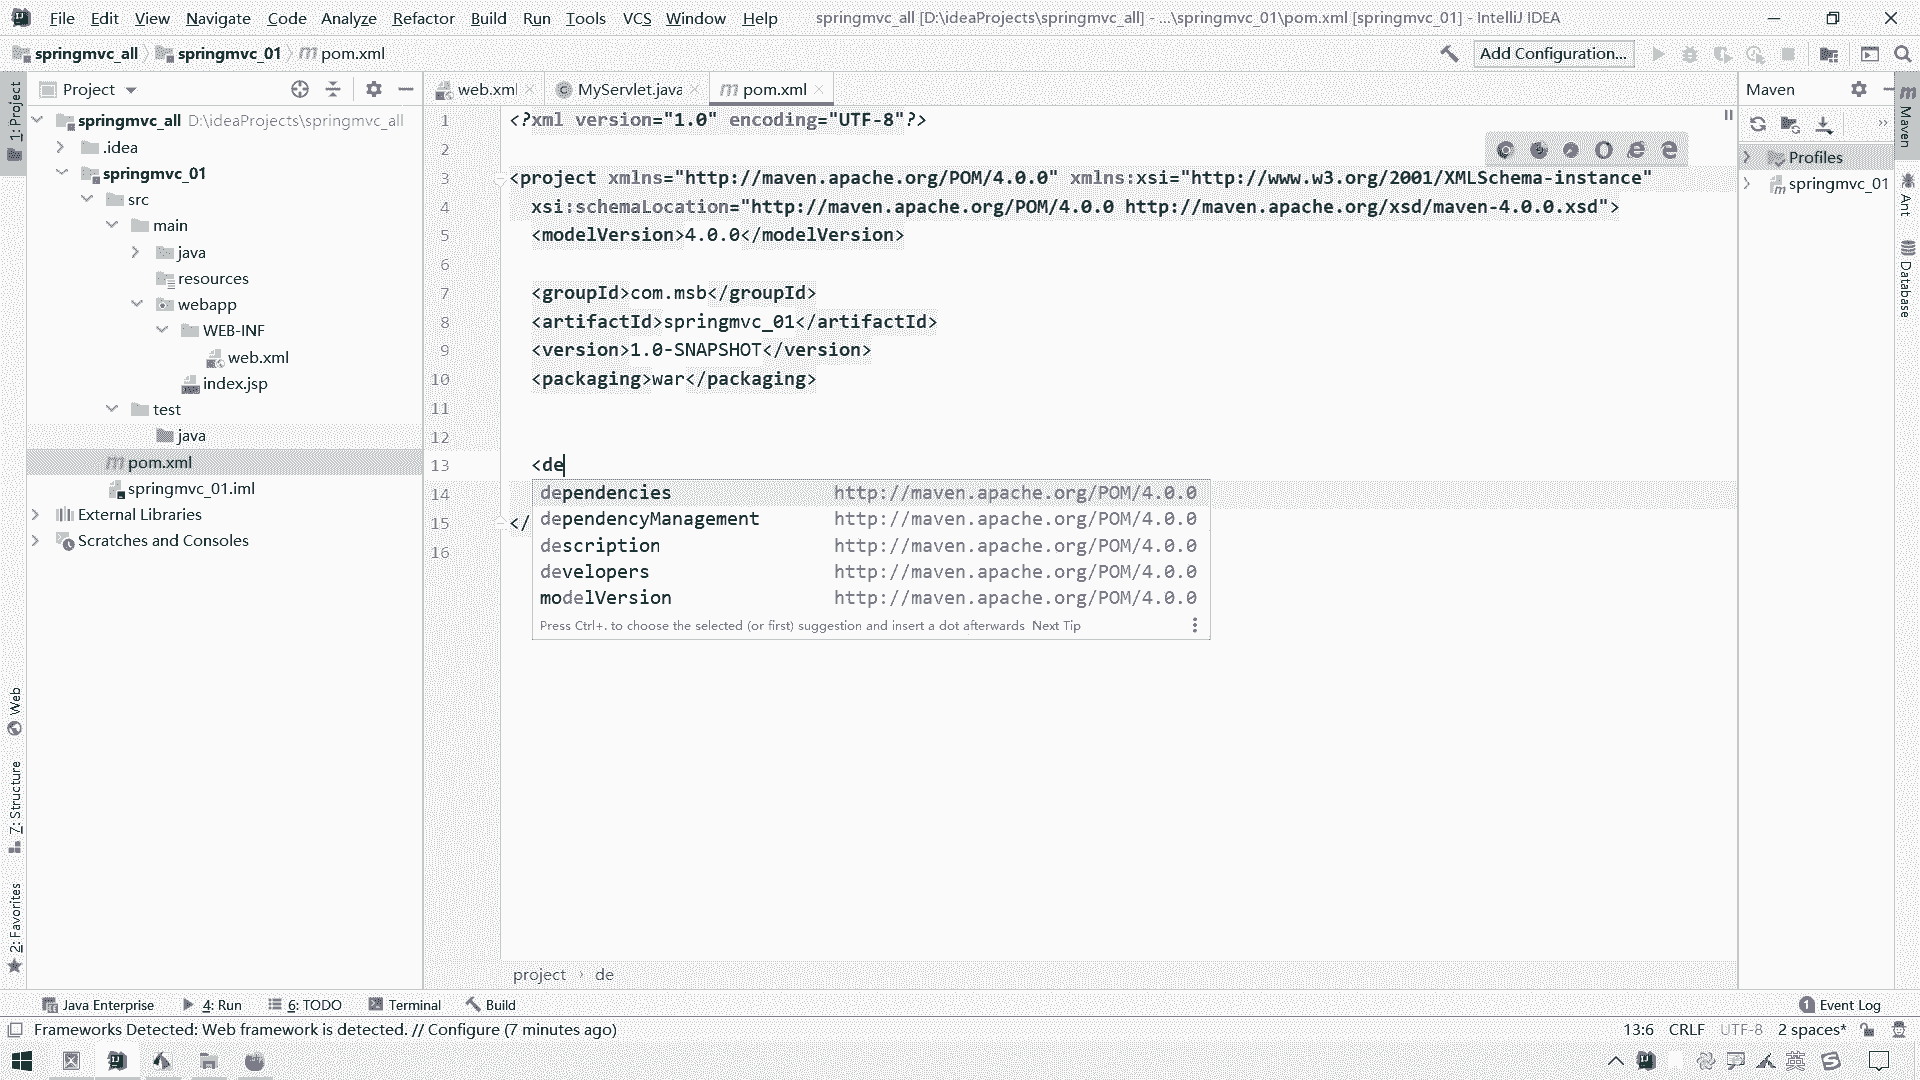 File Edit View Navigate Code Analyze Refactor Build Run Tools VCS Window Help springmvc_all [D:\ideaProjects\springmvc_all] - ...\springmvc_01\pom.xml [springmvc_01] - IntelliJ IDEA
springmvc_all springmvc_01 pom.xml Add Configuration...
Project
web.xml MyServlet.java pom.xml
Maven
1: Project
springmvc_all D:\ideaProjects\springmvc_all
.idea
springmvc_01
src
main
java
resources
webapp
WEB-INF
web.xml
index.jsp
test
java
pom.xml
springmvc_01.iml
External Libraries
Scratches and Consoles
Web
7: Structure
2: Favorites
1 <?xml version="1.0" encoding="UTF-8"?>
2
3 <project xmlns="http://maven.apache.org/POM/4.0.0" xmlns:xsi="http://www.w3.org/2001/XMLSchema-instance"
4 xsi:schemaLocation="http://maven.apache.org/POM/4.0.0 http://maven.apache.org/xsd/maven-4.0.0.xsd">
5 <modelVersion>4.0.0</modelVersion>
6
7 <groupId>com.msb</groupId>
8 <artifactId>springmvc_01</artifactId>
9 <version>1.0-SNAPSHOT</version>
10 <packaging>war</packaging>
11
12
13 <de
14
15 </
16
dependencies http://maven.apache.org/POM/4.0.0
dependencyManagement http://maven.apache.org/POM/4.0.0
description http://maven.apache.org/POM/4.0.0
developers http://maven.apache.org/POM/4.0.0
modelVersion http://maven.apache.org/POM/4.0.0
Press Ctrl+. to choose the selected (or first) suggestion and insert a dot afterwards Next Tip
project › de
Profiles
springmvc_01
Maven
Ant
Database
Java Enterprise 4: Run 6: TODO Terminal Build 1 Event Log
Frameworks Detected: Web framework is detected. // Configure (7 minutes ago) 13:6 CRLF UTF-8 2 spaces*
英